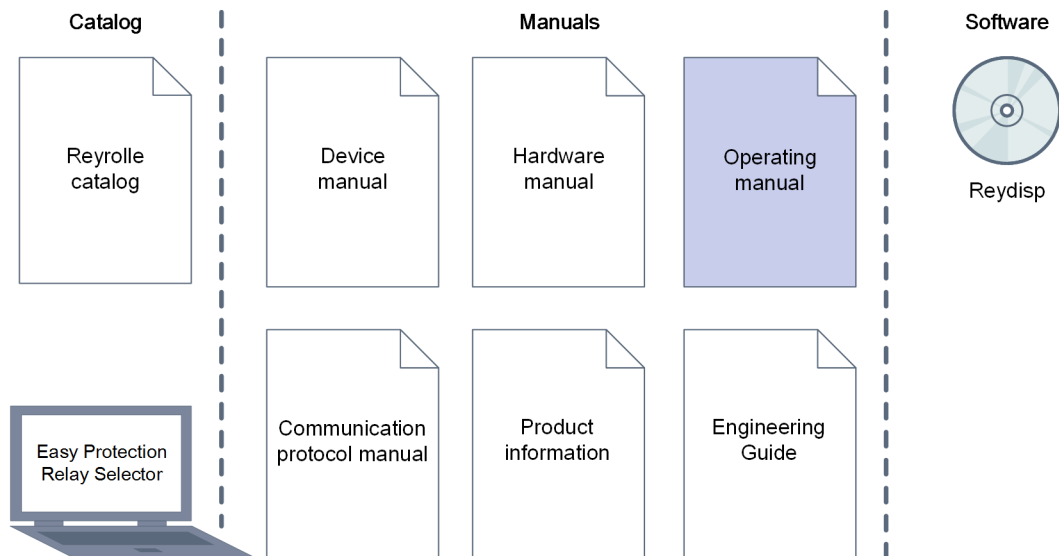 Catalog
Manuals
Software
Reyrolle
catalog
Device
manual
Hardware
manual
Operating
manual
Reydisp
Easy Protection
Relay Selector
Communication
protocol manual
Product
information
Engineering
Guide